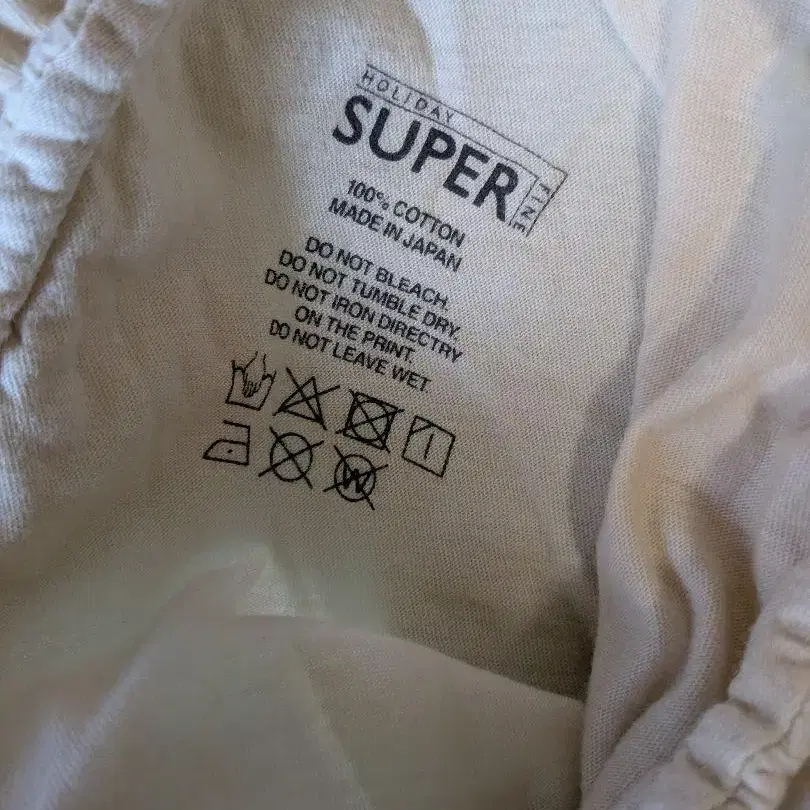 HOLIDAY
SUPER
FINE
100% COTTON
MADE IN JAPAN
DO NOT BLEACH.
DO NOT TUMBLE DRY.
DO NOT IRON DIRECTRY
ON THE PRINT.
DO NOT LEAVE WET
W